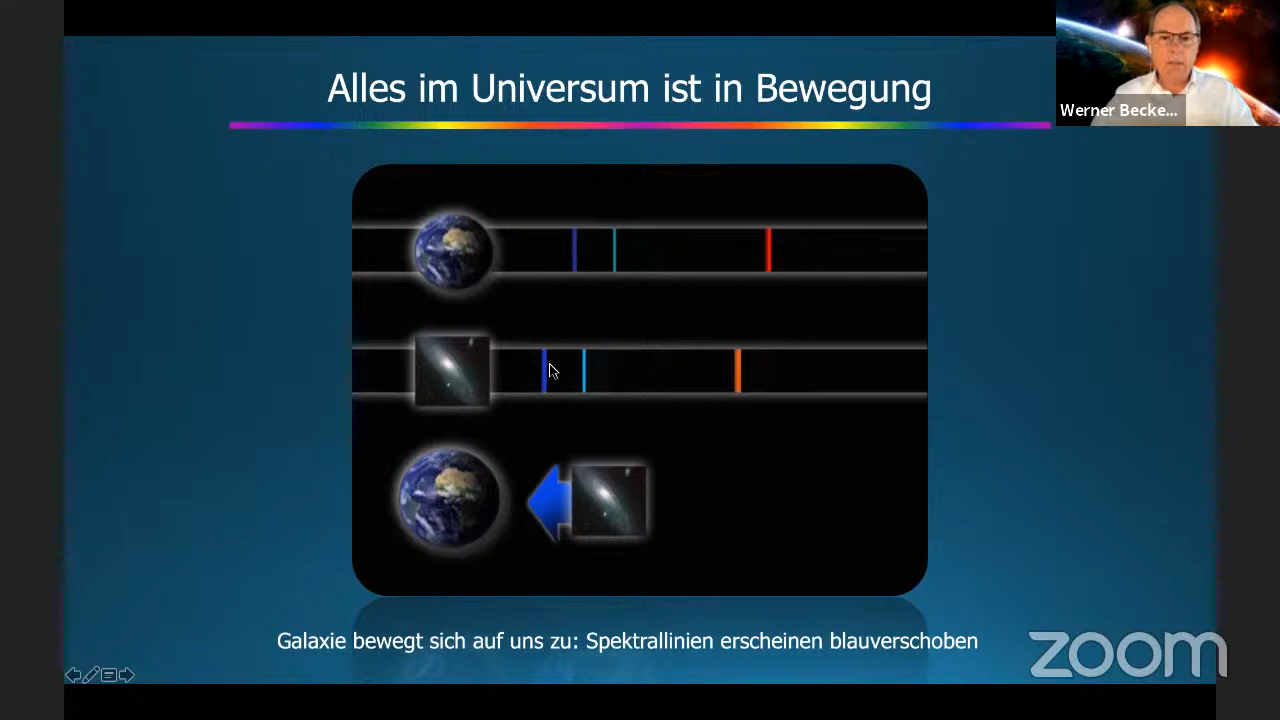 Alles im Universum ist in Bewegung
Werner Becke...
Galaxie bewegt sich auf uns zu: Spektrallinien erscheinen blauverschoben
zoom